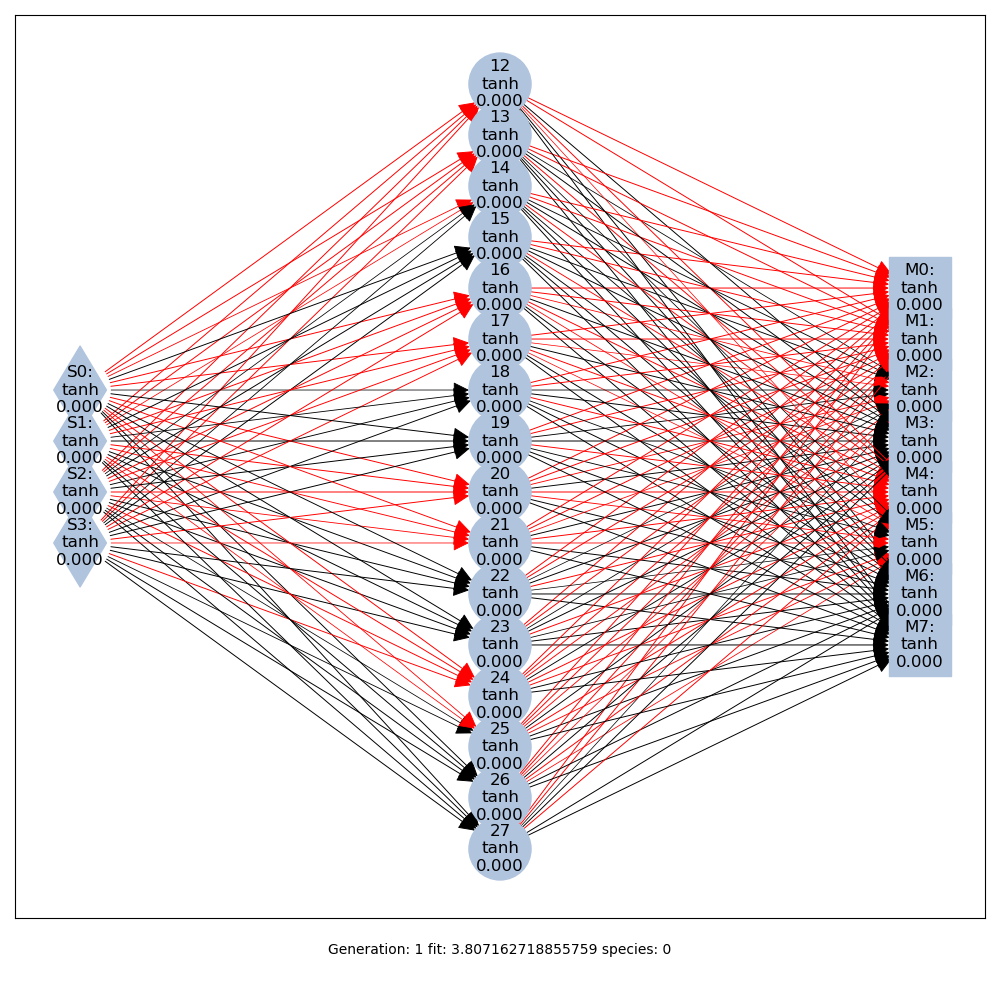 S0:
tanh
0.000
S1:
tanh
0.000
S2:
tanh
0.000
S3:
tanh
0.000
12
tanh
0.000
13
tanh
0.000
14
tanh
0.000
15
tanh
0.000
16
tanh
0.000
17
tanh
0.000
18
tanh
0.000
19
tanh
0.000
20
tanh
0.000
21
tanh
0.000
22
tanh
0.000
23
tanh
0.000
24
tanh
0.000
25
tanh
0.000
26
tanh
0.000
27
tanh
0.000
M0:
tanh
0.000
M1:
tanh
0.000
M2:
tanh
0.000
M3:
tanh
0.000
M4:
tanh
0.000
M5:
tanh
0.000
M6:
tanh
0.000
M7:
tanh
0.000
Generation: 1 fit: 3.807162718855759 species: 0